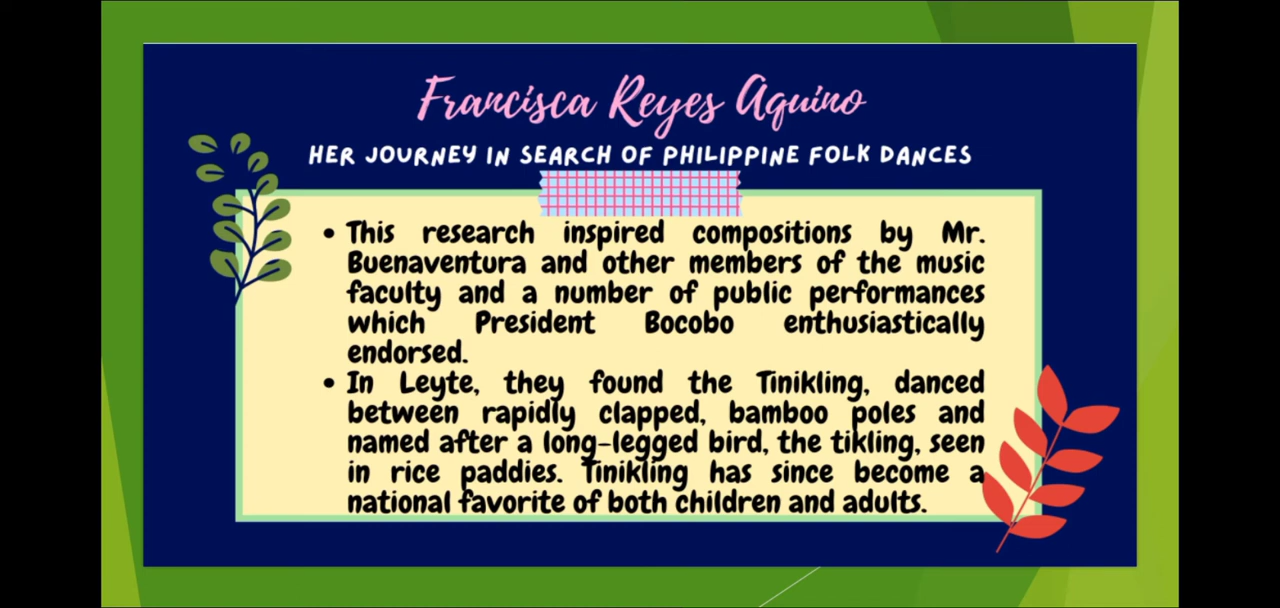 Francisca Reyes Aquino
HER JOURNEY IN SEARCH OF PHILIPPINE FOLK DANCES
• This research inspired compositions by Mr.
Buenaventura and other members of the music
faculty and a number of public performances
which President Bocobo enthusiastically
endorsed.
• In Leyte, they found the Tinikling, danced
between rapidly clapped, bamboo poles and
named after a long-legged bird, the tikling, seen
in rice paddies. Tinikling has since become a
national favorite of both children and adults.